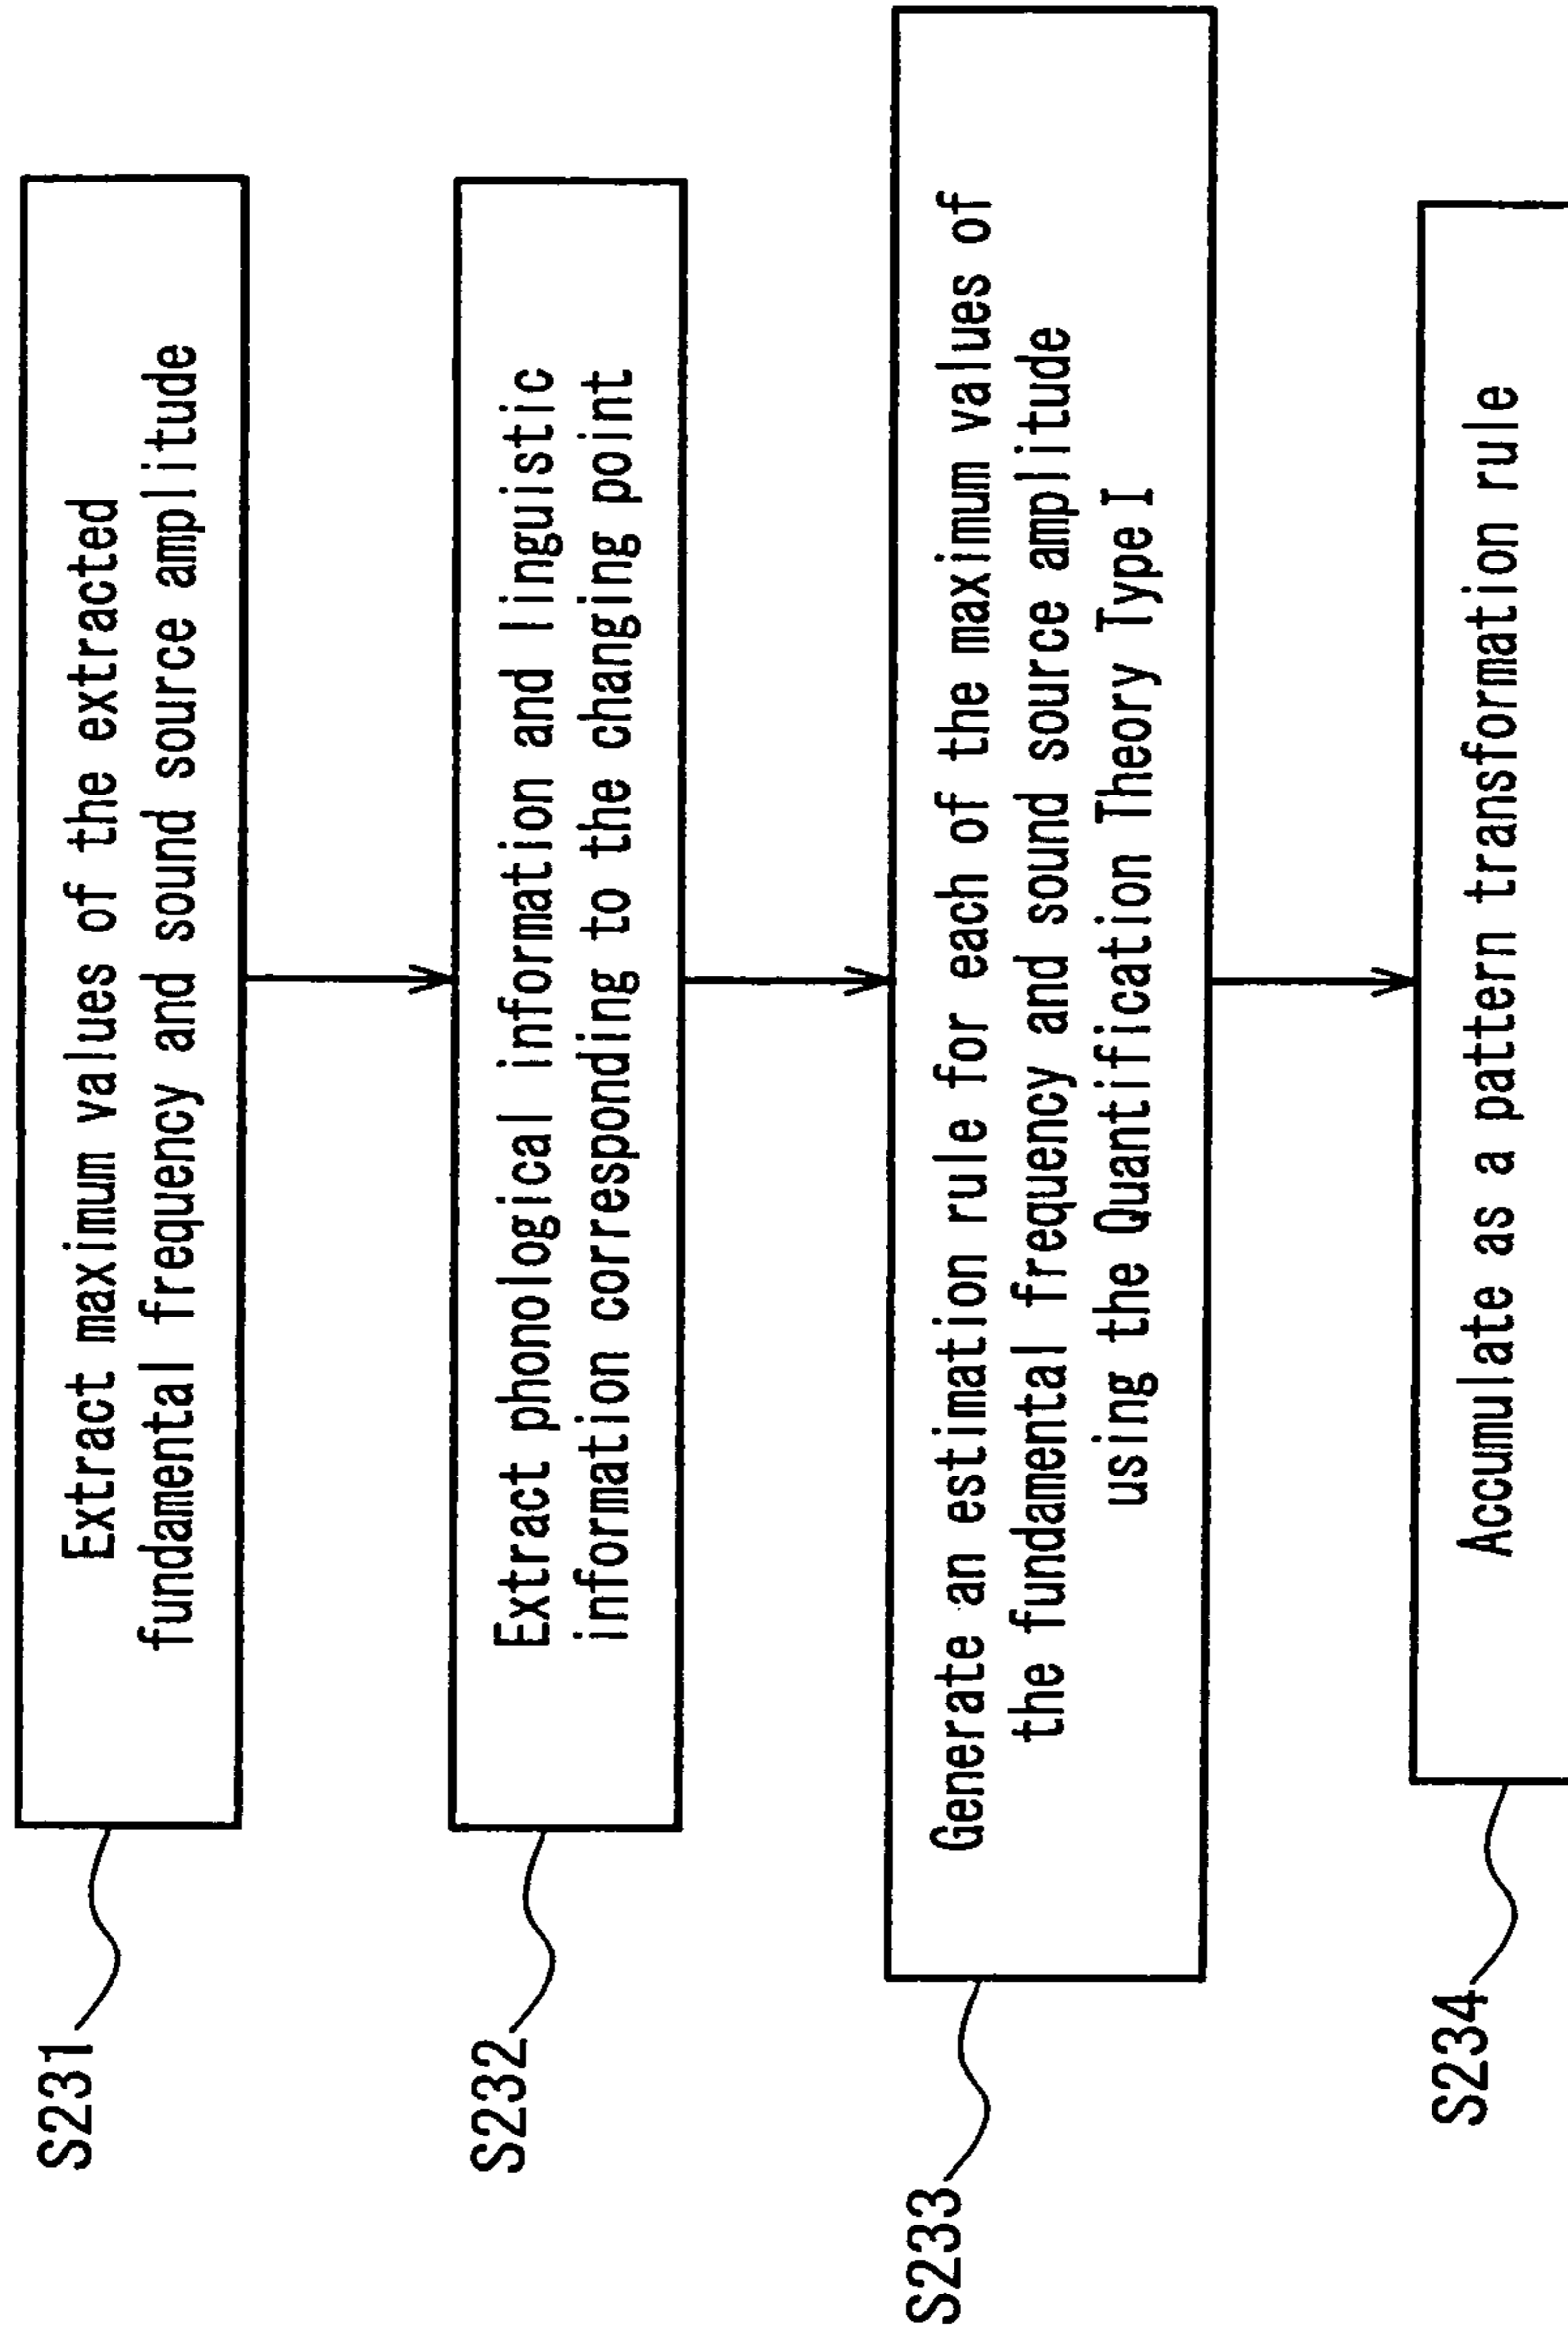 S231
Extract maximum values of the extracted
fundamental frequency and sound source amplitude
S232
Extract phonological information and linguistic
information corresponding to the changing point
S233
Generate an estimation rule for each of the maximum values of
the fundamental frequency and sound source amplitude
using the Quantification Theory Type I
S234
Accumulate as a pattern transformation rule